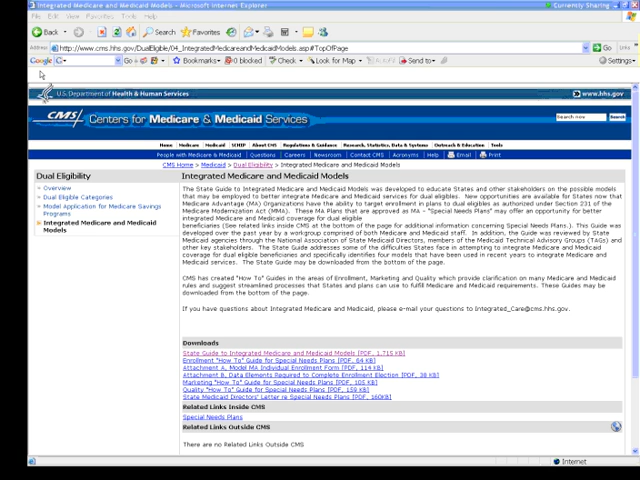 Integrated Medicare and Medicaid Models - Microsoft Internet Explorer
Currently Sharing
File Edit View Favorites Tools Help
Back Search Favorites
Address http://www.cms.hhs.gov/DualEligible/04_IntegratedMedicareandMedicaidModels.asp#TopOfPage Go Links
Google G Go Bookmarks 0 blocked Check Look for Map Send to Settings
U.S. Department of Health & Human Services www.hhs.gov
CMS Centers for Medicare & Medicaid Services Search now Search
Home Medicare Medicaid SCHIP About CMS Regulations & Guidance Research, Statistics, Data & Systems Outreach & Education Tools
People with Medicare & Medicaid Questions Careers Newsroom Contact CMS Acronyms Help Email Print
CMS Home > Medicaid > Dual Eligibility > Integrated Medicare and Medicaid Models
Dual Eligibility
Overview
Dual Eligible Categories
Model Application for Medicare Savings
Programs
Integrated Medicare and Medicaid
Models
Integrated Medicare and Medicaid Models
The State Guide to Integrated Medicare and Medicaid Models was developed to educate States and other stakeholders on the possible models
that may be employed to better integrate Medicare and Medicaid services for dual eligibles. New opportunities are available for States now that
Medicare Advantage (MA) Organizations have the ability to target enrollment in plans to dual eligibles as authorized under Section 231 of the
Medicare Modernization Act (MMA). These MA Plans that are approved as MA - "Special Needs Plans" may offer an opportunity for better
integrated Medicare and Medicaid coverage for dual eligible
beneficiaries (See related links inside CMS at the bottom of the page for additional information concerning Special Needs Plans.) This Guide was
developed over the past year by a workgroup comprised of both Medicare and Medicaid staff. In addition, the Guide was reviewed by State
Medicaid agencies through the National Association of State Medicaid Directors, members of the Medicaid Technical Advisory Groups (TAGs) and
other key stakeholders. The State Guide addresses some of the difficulties States face in attempting to integrate Medicare and Medicaid
coverage for dual eligible beneficiaries and specifically identifies four models that have been used in recent years to integrate Medicare and
Medicaid services. The State Guide may be downloaded from the bottom of the page.
CMS has created "How To" Guides in the areas of Enrollment, Marketing and Quality which provide clarification on many Medicare and Medicaid
rules and suggest streamlined processes that States and plans can use to fulfill Medicare and Medicaid requirements. These Guides may be
downloaded from the bottom of the page.
If you have questions about Integrated Medicare and Medicaid, please e-mail your questions to Integrated_Care@cms.hhs.gov.
Downloads
State Guide to Integrated Medicare and Medicaid Models [PDF, 1,715 KB]
Enrollment "How To" Guide for Special Needs Plans [PDF, 64 KB]
Attachment A, Model MA Individual Enrollment Form [PDF, 114 KB]
Attachment B, Data Elements Required to Complete Enrollment Election [PDF, 38 KB]
Marketing "How To" Guide for Special Needs Plans [PDF, 105 KB]
Quality "How To" Guide for Special Needs Plans [PDF, 159 KB]
State Medicaid Directors' Letter re Special Needs Plans [PDF, 160KB]
Related Links Inside CMS
Special Needs Plans
Related Links Outside CMS
There are no Related Links Outside CMS
Internet